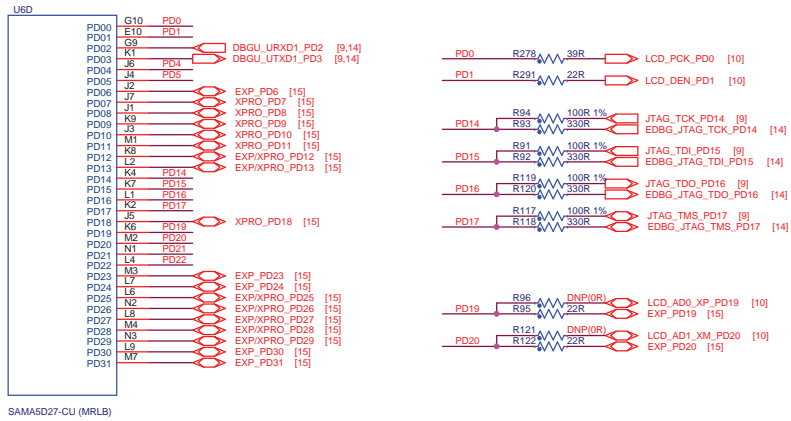 U6D
PD00 G10 PD0
PD01 E10 PD1
PD02 G9 DBGU_URXD1_PD2 [9,14]
PD03 K1 DBGU_UTXD1_PD3 [9,14]
PD04 J6 PD4
PD05 J4 PD5
PD06 J2 EXP_PD6 [15]
PD07 J7 XPRO_PD7 [15]
PD08 J1 XPRO_PD8 [15]
PD09 K9 XPRO_PD9 [15]
PD10 J3 XPRO_PD10 [15]
PD11 M1 XPRO_PD11 [15]
PD12 K8 EXP/XPRO_PD12 [15]
PD13 L2 EXP/XPRO_PD13 [15]
PD14 K4 PD14
PD15 K7 PD15
PD16 L1 PD16
PD17 K2 PD17
PD18 J5 XPRO_PD18 [15]
PD19 K6 PD19
PD20 M2 PD20
PD21 N1 PD21
PD22 L4 PD22
PD23 M3 EXP_PD23 [15]
PD24 L7 EXP_PD24 [15]
PD25 L6 EXP/XPRO_PD25 [15]
PD26 N2 EXP/XPRO_PD26 [15]
PD27 L8 EXP/XPRO_PD27 [15]
PD28 M4 EXP/XPRO_PD28 [15]
PD29 N3 EXP/XPRO_PD29 [15]
PD30 L9 EXP_PD30 [15]
PD31 M7 EXP_PD31 [15]
SAMA5D27-CU (MRLB)
PD0 R278 39R LCD_PCK_PD0 [10]
PD1 R291 22R LCD_DEN_PD1 [10]
R94 100R 1% JTAG_TCK_PD14 [9]
PD14 R93 330R EDBG_JTAG_TCK_PD14 [14]
R91 100R 1% JTAG_TDI_PD15 [9]
PD15 R92 330R EDBG_JTAG_TDI_PD15 [14]
R119 100R 1% JTAG_TDO_PD16 [9]
PD16 R120 330R EDBG_JTAG_TDO_PD16 [14]
R117 100R 1% JTAG_TMS_PD17 [9]
PD17 R118 330R EDBG_JTAG_TMS_PD17 [14]
R96 DNP(0R) LCD_AD0_XP_PD19 [10]
PD19 R95 22R EXP_PD19 [15]
R121 DNP(0R) LCD_AD1_XM_PD20 [10]
PD20 R122 22R EXP_PD20 [15]